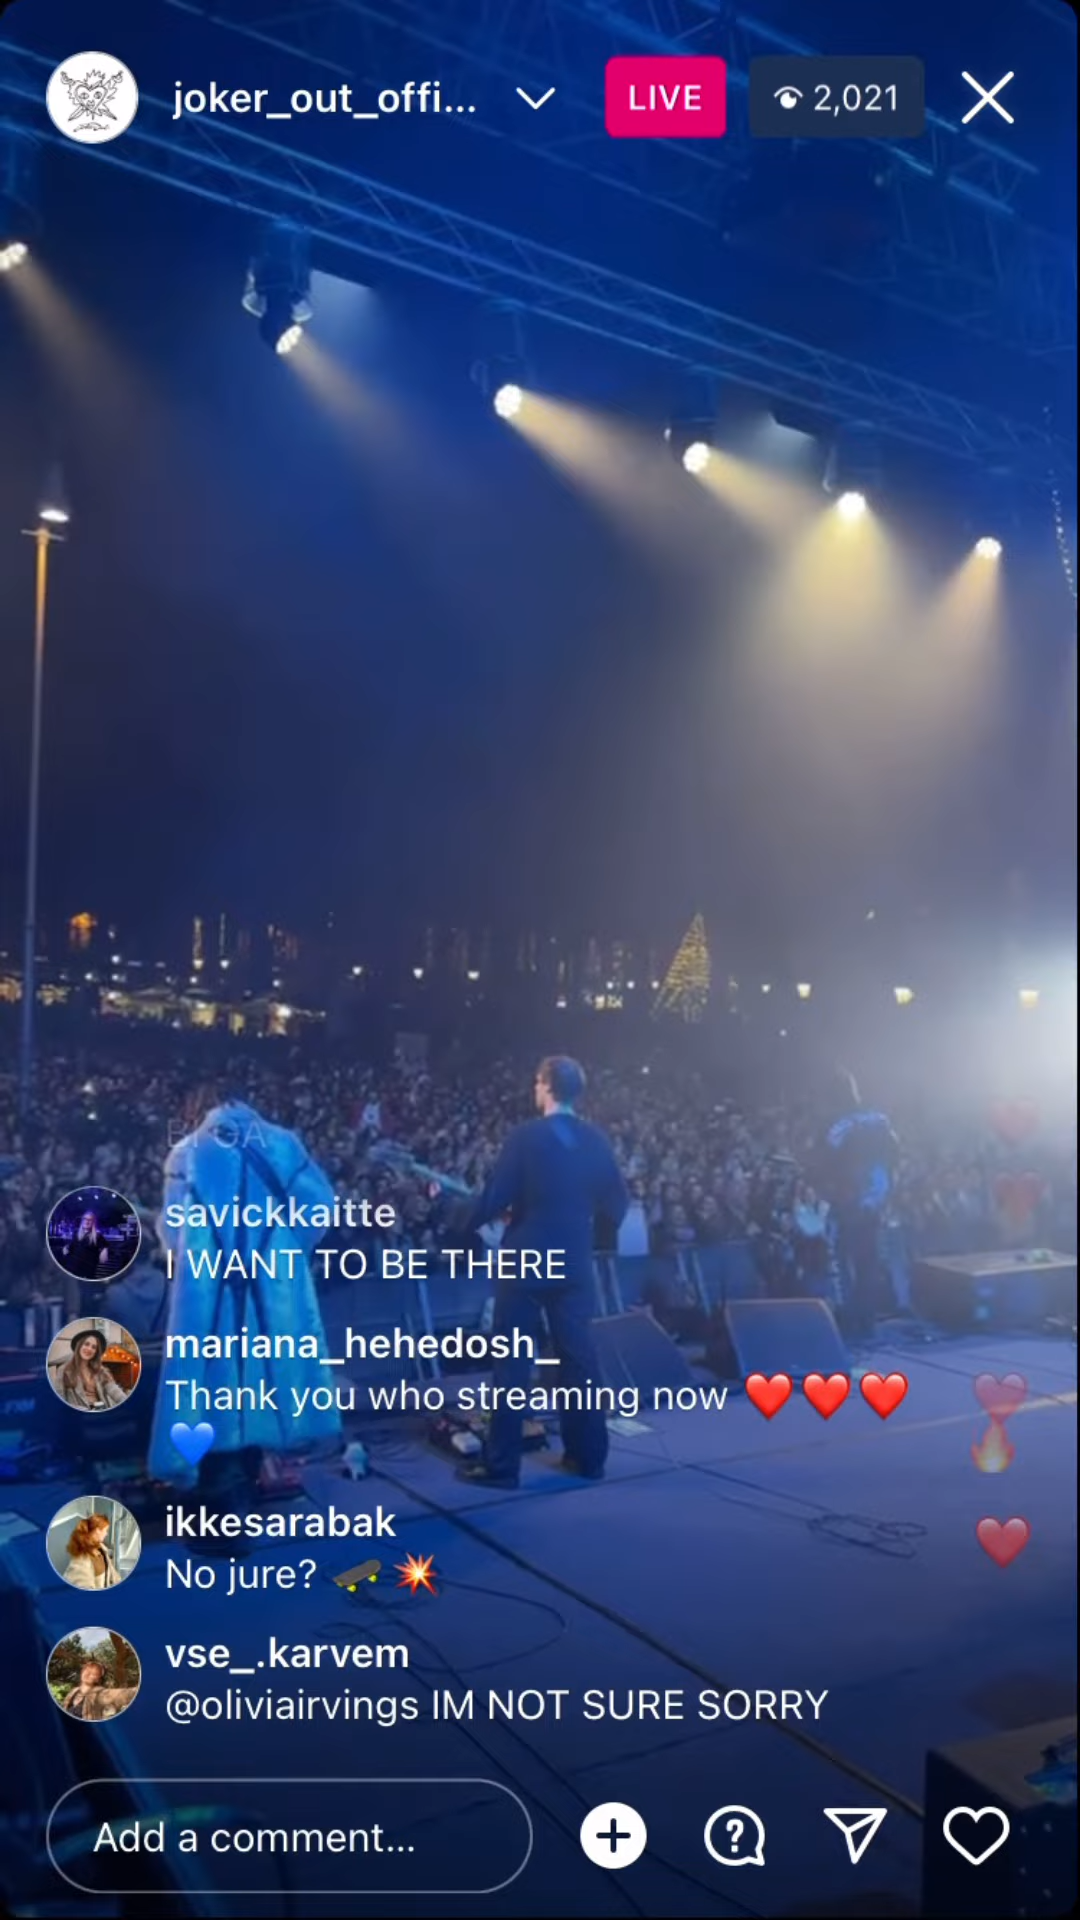 joker_out_offi...
LIVE
2,021
savickkaitte
I WANT TO BE THERE
mariana_hehedosh_
Thank you who streaming now ❤️❤️❤️
💙
ikkesarabak
No jure? 🛹💥
vse_.karvem
@oliviairvings IM NOT SURE SORRY
Add a comment...